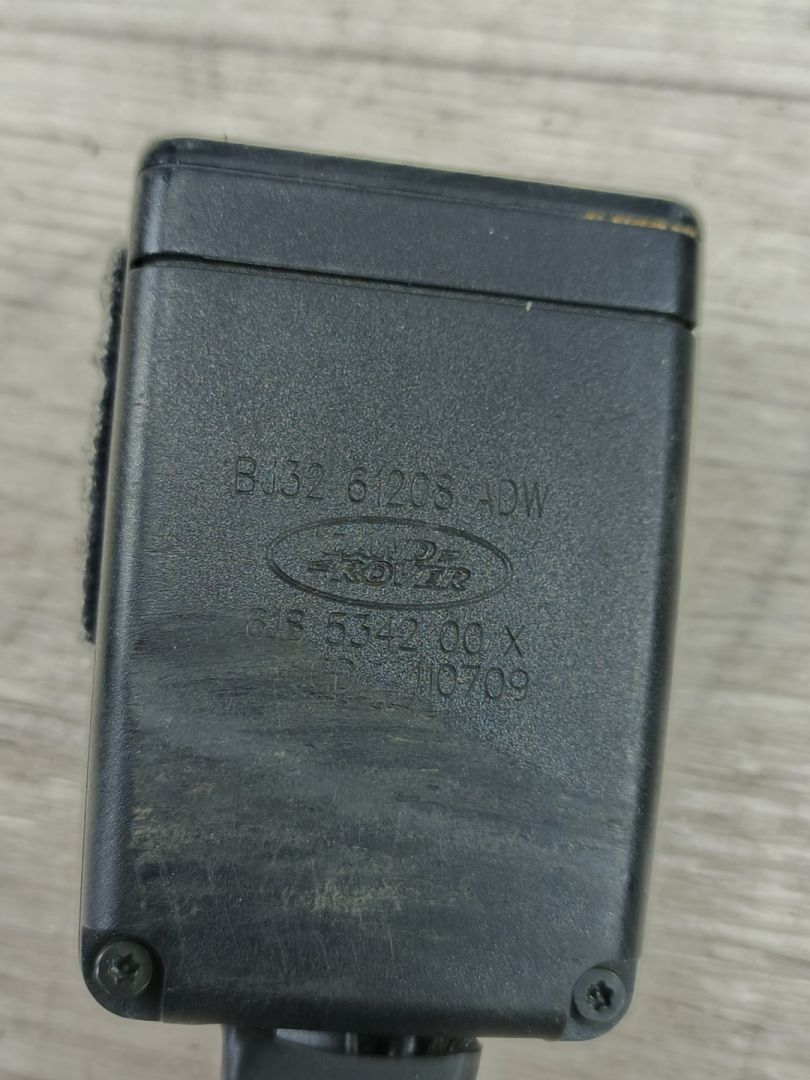 BJ32 61208 ADW
LAND
ROVER
618 5342 00 X
110709